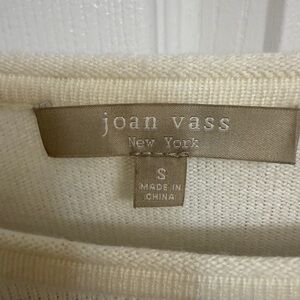 joan vass
New York
S
MADE IN
CHINA